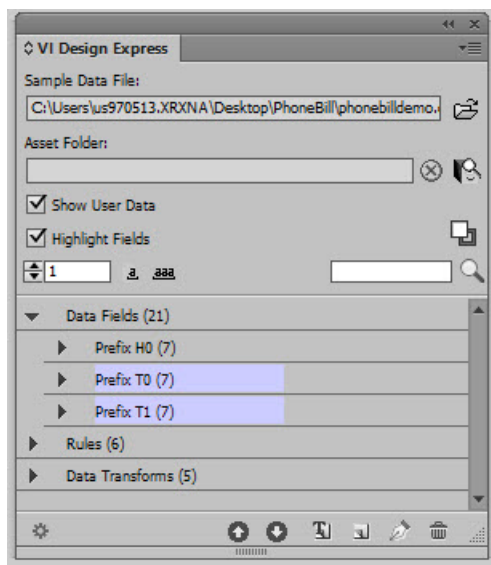 VI Design Express
Sample Data File:
C:\Users\us970513.XRXNA\Desktop\PhoneBill\phonebilldemo.
Asset Folder:
Show User Data
Highlight Fields
1 a aaa
Data Fields (21)
Prefix H0 (7)
Prefix T0 (7)
Prefix T1 (7)
Rules (6)
Data Transforms (5)